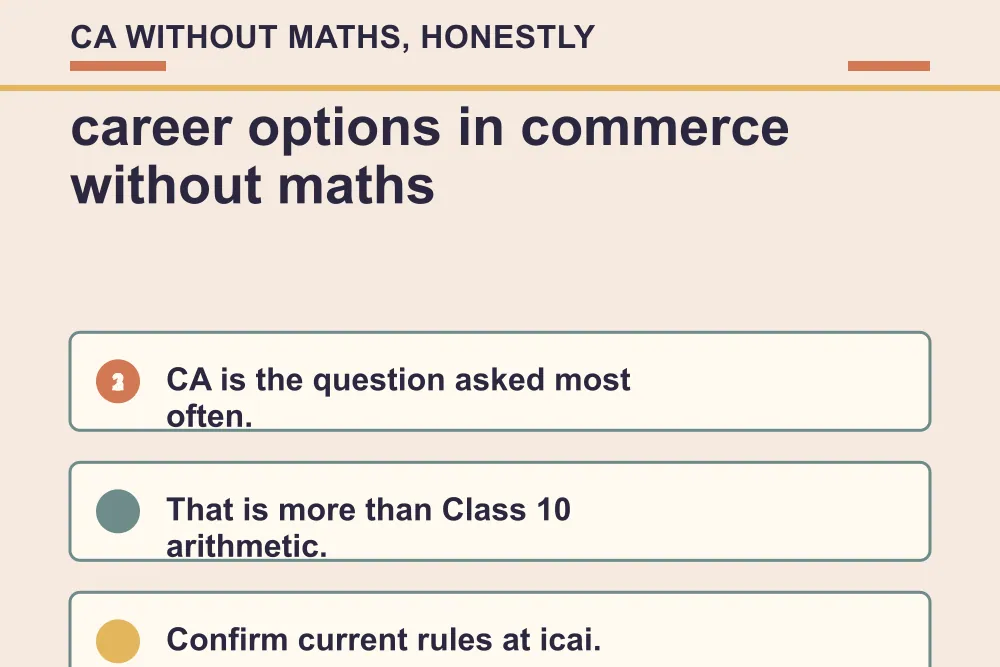 CA WITHOUT MATHS, HONESTLY
career options in commerce
without maths
CA is the question asked most
often.
That is more than Class 10
arithmetic.
Confirm current rules at icai.